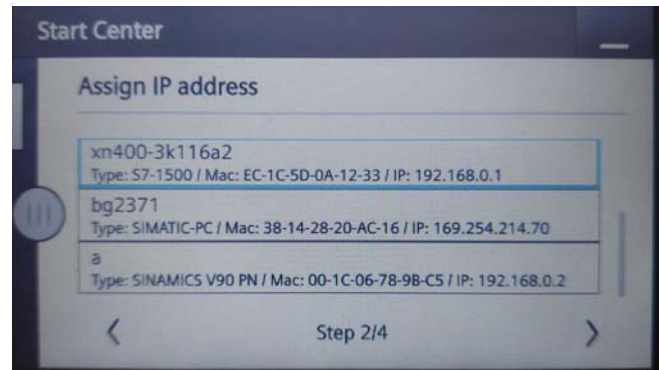 Start Center
Assign IP address
xn400-3k116a2
Type: S7-1500 / Mac: EC-1C-5D-0A-12-33 / IP: 192.168.0.1
bg2371
Type: SIMATIC-PC / Mac: 38-14-28-20-AC-16 / IP: 169.254.214.70
a
Type: SINAMICS V90 PN / Mac: 00-1C-06-78-9B-C5 / IP: 192.168.0.2
Step 2/4